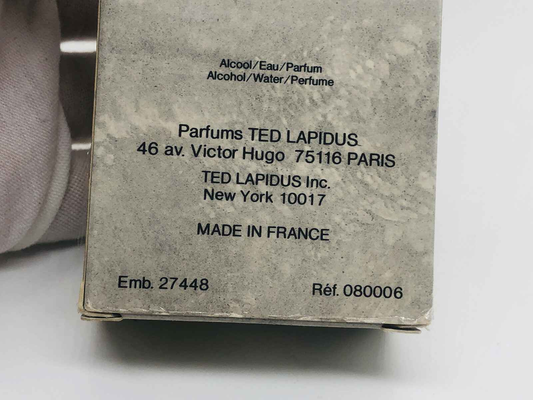 Alcool/Eau/Parfum
Alcohol/Water/Perfume
Parfums TED LAPIDUS
46 av. Victor Hugo 75116 PARIS
TED LAPIDUS Inc.
New York 10017
MADE IN FRANCE
Emb. 27448
Réf. 080006